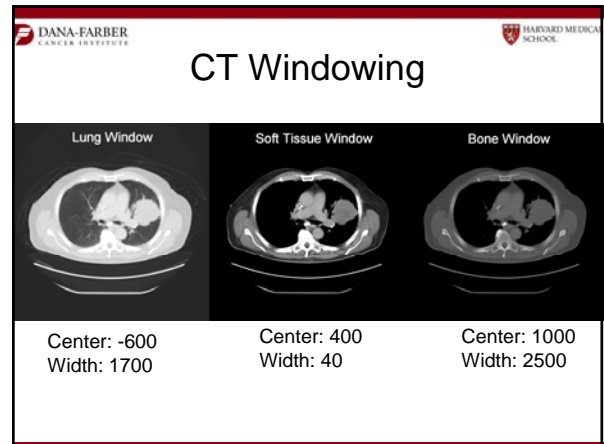 DANA-FARBER
CANCER INSTITUTE
HARVARD MEDICAL
SCHOOL
CT Windowing
Lung Window
Soft Tissue Window
Bone Window
Center: -600
Width: 1700
Center: 400
Width: 40
Center: 1000
Width: 2500